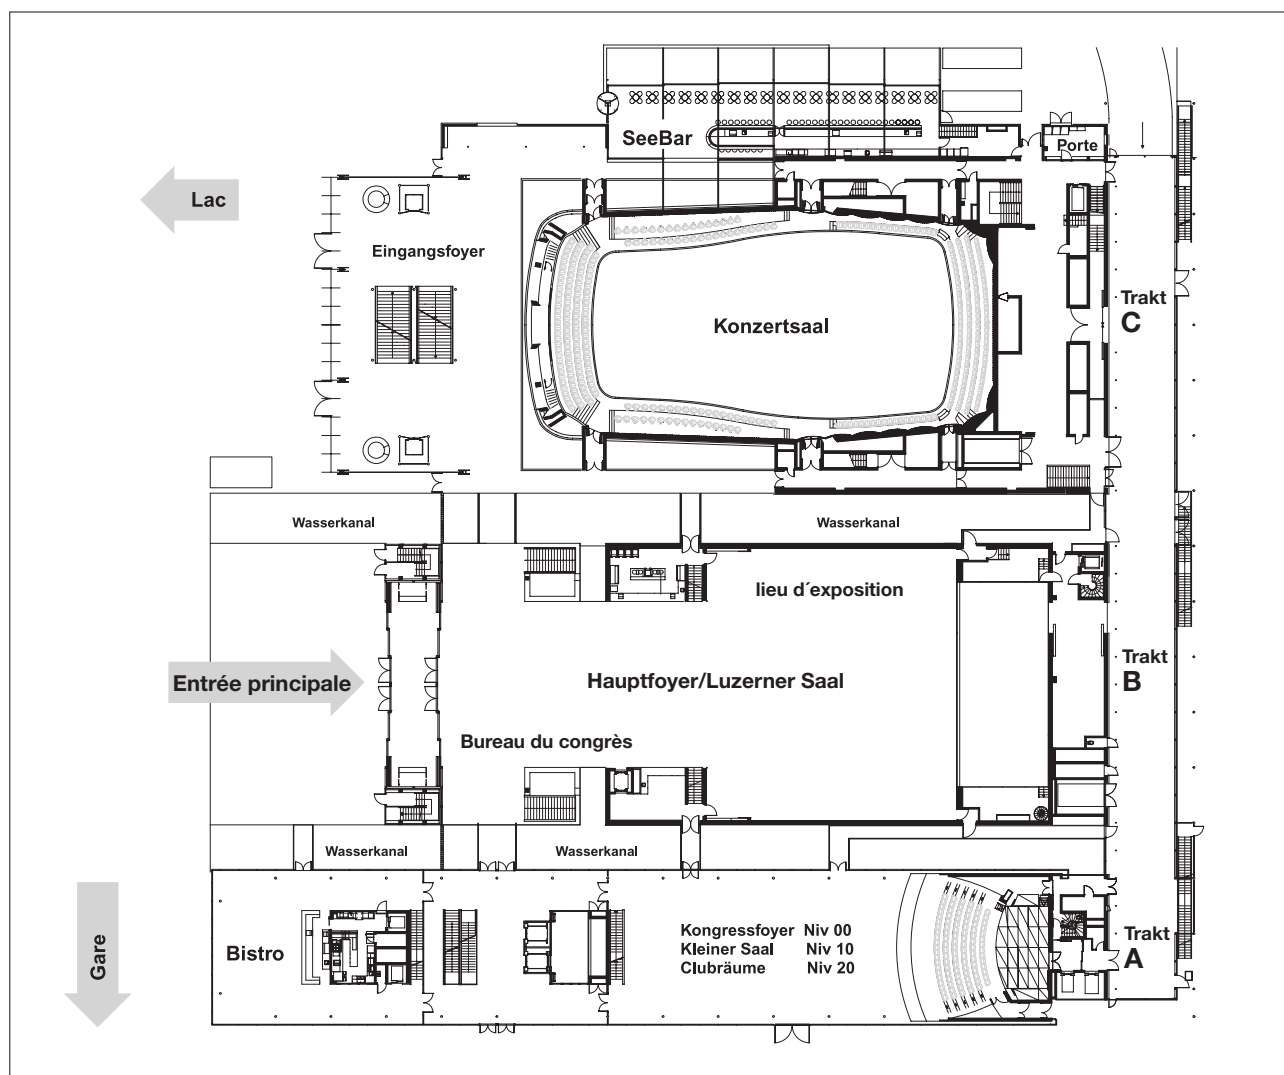 SeeBar
Porte
Lac
Eingangsfoyer
Konzertsaal
Trakt
C
Wasserkanal
Wasserkanal
lieu d´exposition
Entrée principale
Hauptfoyer/Luzerner Saal
Trakt
B
Bureau du congrès
Wasserkanal
Wasserkanal
Gare
Bistro
Kongressfoyer Niv 00
Kleiner Saal Niv 10
Clubräume Niv 20
Trakt
A